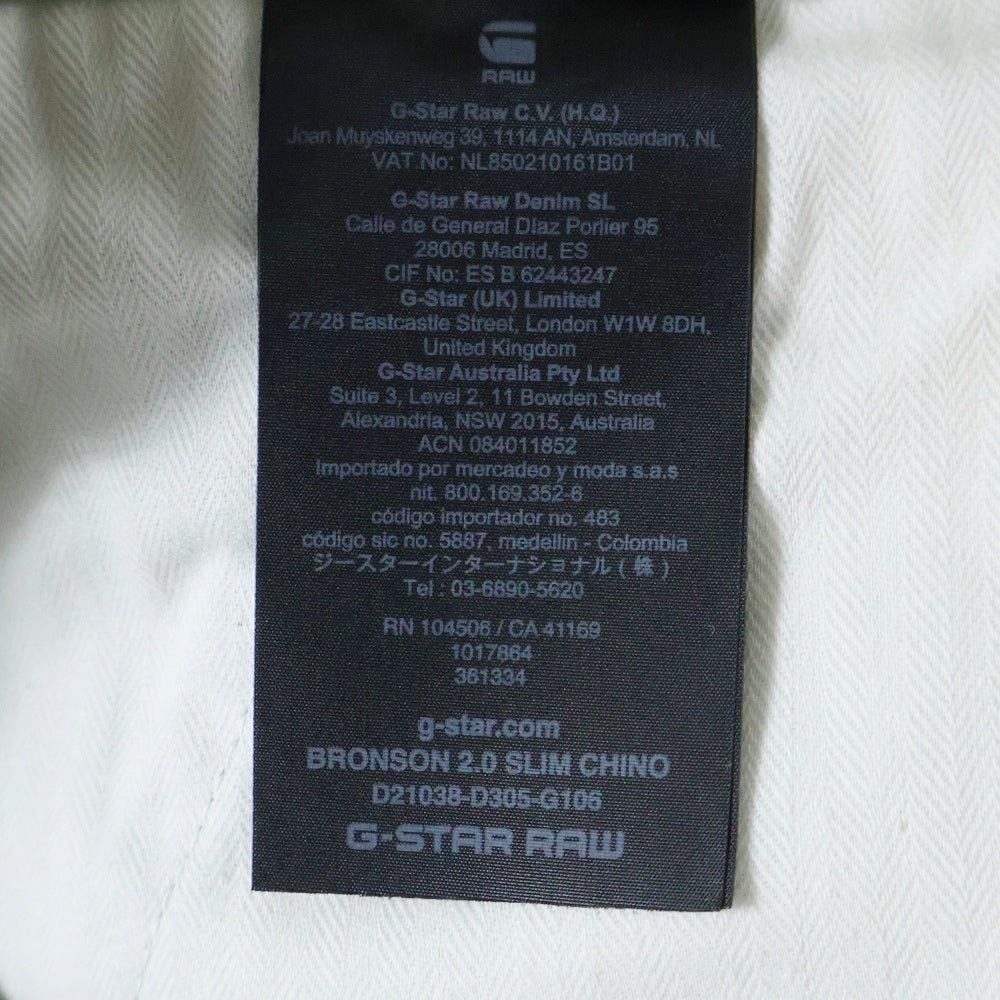 RAW
G-Star Raw C.V. (H.Q.)
Joan Muyskenweg 39, 1114 AN, Amsterdam, NL
VAT No: NL850210161B01
G-Star Raw Denim SL
Calle de General Díaz Porlier 95
28006 Madrid, ES
CIF No: ES B 62443247
G-Star (UK) Limited
27-28 Eastcastle Street, London W1W 8DH,
United Kingdom
G-Star Australia Pty Ltd
Suite 3, Level 2, 11 Bowden Street,
Alexandria, NSW 2015, Australia
ACN 084011852
Importado por mercadeo y moda s.a.s
nit. 800.169.352-6
código importador no. 483
código sic no. 5887, medellin - Colombia
ジースターインターナショナル(株)
Tel : 03-6890-5620
RN 104506 / CA 41169
1017864
361334
g-star.com
BRONSON 2.0 SLIM CHINO
D21038-D305-G106
G-STAR RAW